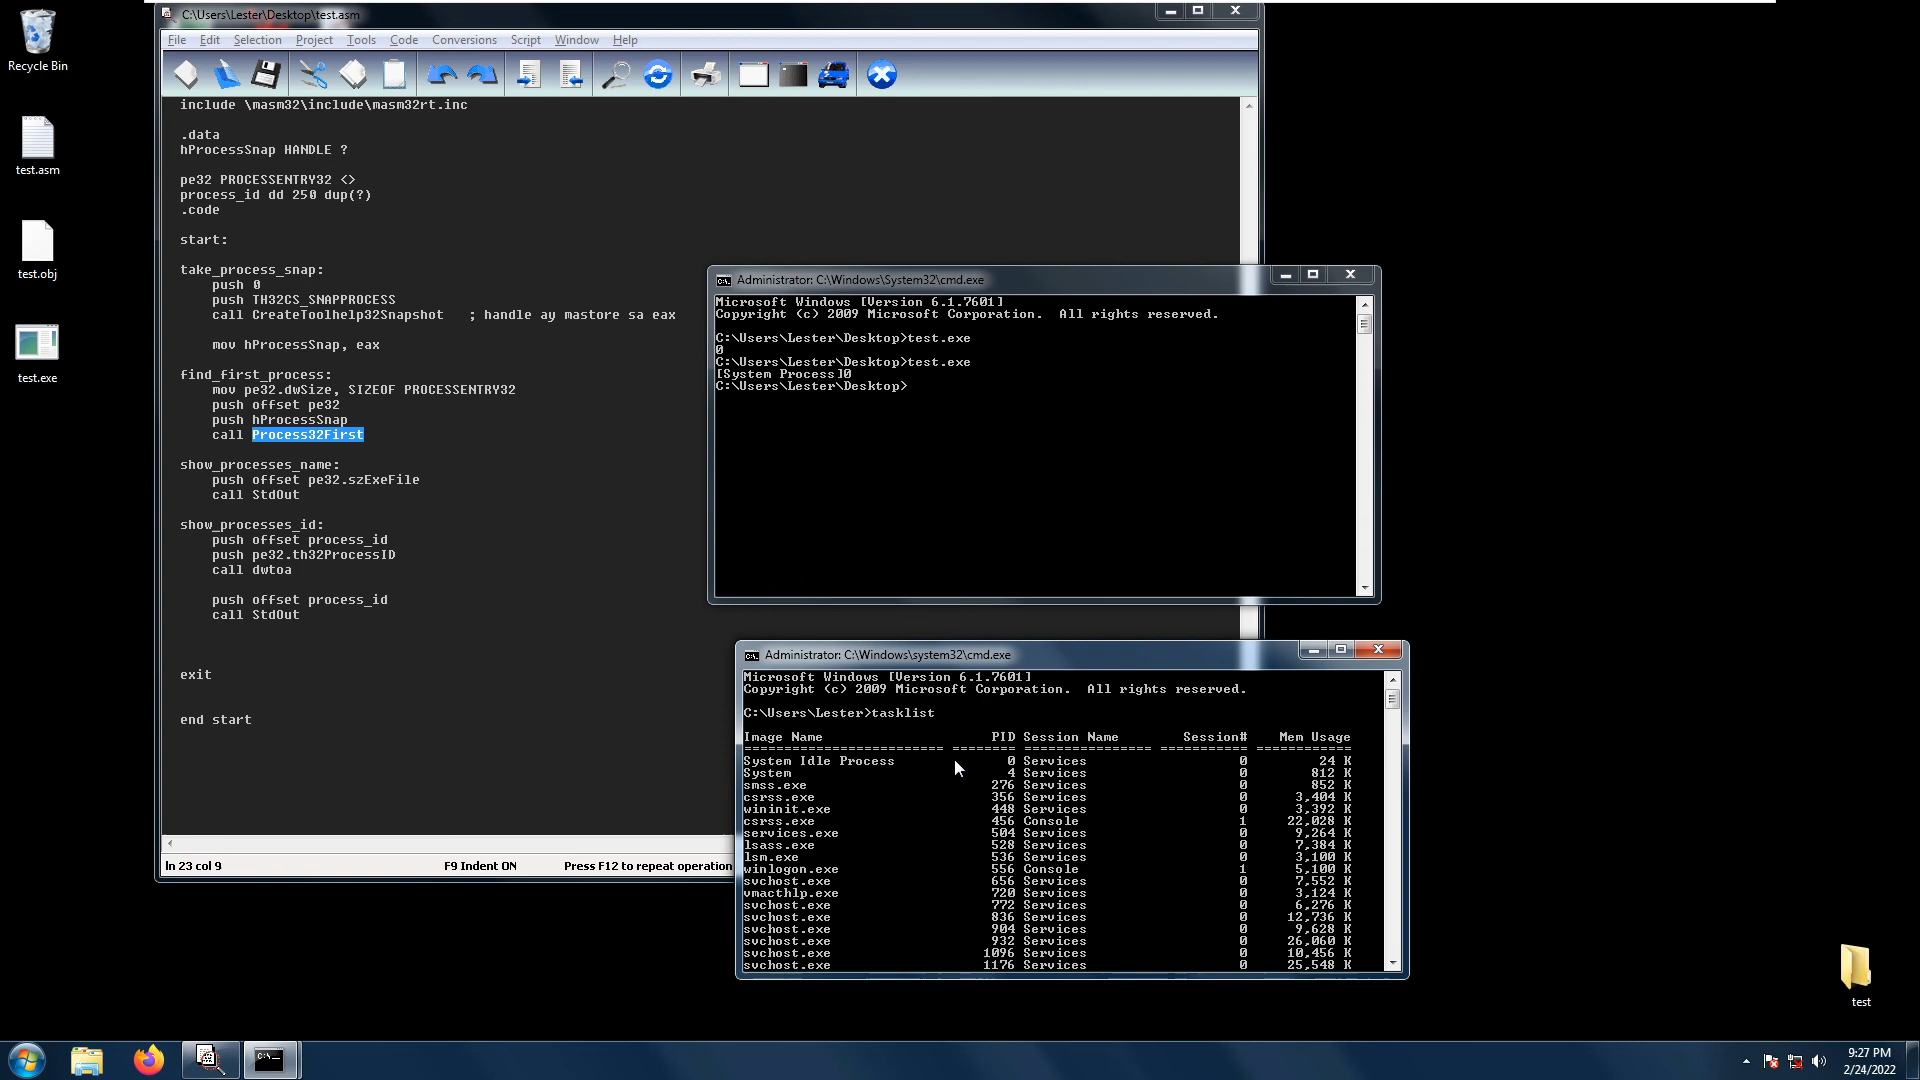 Recycle Bin
test.asm
test.obj
test.exe
test
C:\Users\Lester\Desktop\test.asm
File Edit Selection Project Tools Code Conversions Script Window Help
include \masm32\include\masm32rt.inc
.data
hProcessSnap HANDLE ?
pe32 PROCESSENTRY32 <>
process_id dd 250 dup(?)
.code
start:
take_process_snap:
push 0
push TH32CS_SNAPPROCESS
call CreateToolhelp32Snapshot ; handle ay mastore sa eax
mov hProcessSnap, eax
find_first_process:
mov pe32.dwSize, SIZEOF PROCESSENTRY32
push offset pe32
push hProcessSnap
call Process32First
show_processes_name:
push offset pe32.szExeFile
call StdOut
show_processes_id:
push offset process_id
push pe32.th32ProcessID
call dwtoa
push offset process_id
call StdOut
exit
end start
ln 23 col 9 F9 Indent ON Press F12 to repeat operation
Administrator: C:\Windows\System32\cmd.exe
Microsoft Windows [Version 6.1.7601]
Copyright (c) 2009 Microsoft Corporation. All rights reserved.
C:\Users\Lester\Desktop>test.exe
0
C:\Users\Lester\Desktop>test.exe
[System Process]0
C:\Users\Lester\Desktop>
Administrator: C:\Windows\system32\cmd.exe
Microsoft Windows [Version 6.1.7601]
Copyright (c) 2009 Microsoft Corporation. All rights reserved.
C:\Users\Lester>tasklist
Image Name PID Session Name Session# Mem Usage
========================= ======== ================ =========== ============
System Idle Process 0 Services 0 24 K
System 4 Services 0 812 K
smss.exe 276 Services 0 852 K
csrss.exe 356 Services 0 3,404 K
wininit.exe 448 Services 0 3,392 K
csrss.exe 456 Console 1 22,028 K
services.exe 504 Services 0 9,264 K
lsass.exe 528 Services 0 7,384 K
lsm.exe 536 Services 0 3,100 K
winlogon.exe 556 Console 1 5,100 K
svchost.exe 656 Services 0 7,552 K
vmacthlp.exe 720 Services 0 3,124 K
svchost.exe 772 Services 0 6,276 K
svchost.exe 836 Services 0 12,736 K
svchost.exe 904 Services 0 9,628 K
svchost.exe 932 Services 0 26,060 K
svchost.exe 1096 Services 0 10,456 K
svchost.exe 1176 Services 0 25,548 K
9:27 PM
2/24/2022